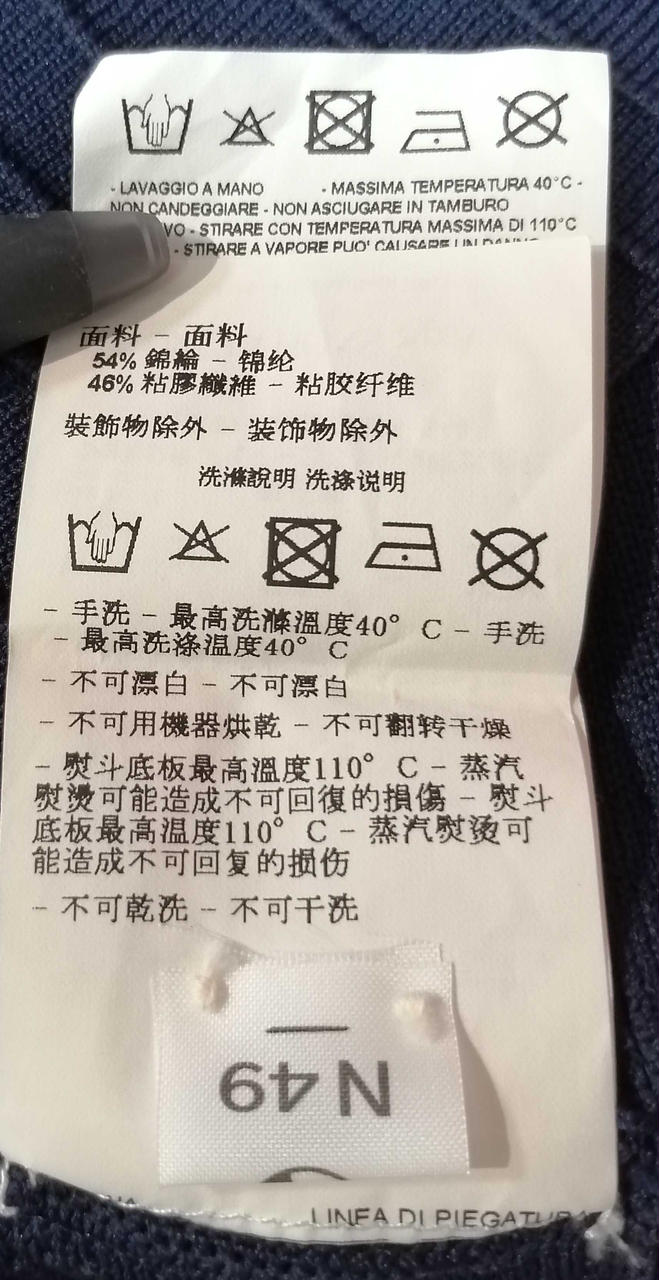 - LAVAGGIO A MANO - MASSIMA TEMPERATURA 40°C -
NON CANDEGGIARE - NON ASCIUGARE IN TAMBURO
VO - STIRARE CON TEMPERATURA MASSIMA DI 110°C
- STIRARE A VAPORE PUO' CAUSARE UN DANNO
面料 - 面料
54% 錦綸 - 锦纶
46% 粘膠纖維 - 粘胶纤维
裝飾物除外 - 装饰物除外
洗滌說明 洗涤说明
- 手洗 - 最高洗滌溫度40° C - 手洗
- 最高洗涤温度40° C
- 不可漂白 - 不可漂白
- 不可用機器烘乾 - 不可翻转干燥
- 熨斗底板最高溫度110° C - 蒸汽
熨燙可能造成不可回復的損傷 - 熨斗
底板最高温度110° C - 蒸汽熨烫可
能造成不可回复的损伤
- 不可乾洗 - 不可干洗
N 49
LINEA DI PIEGATURA